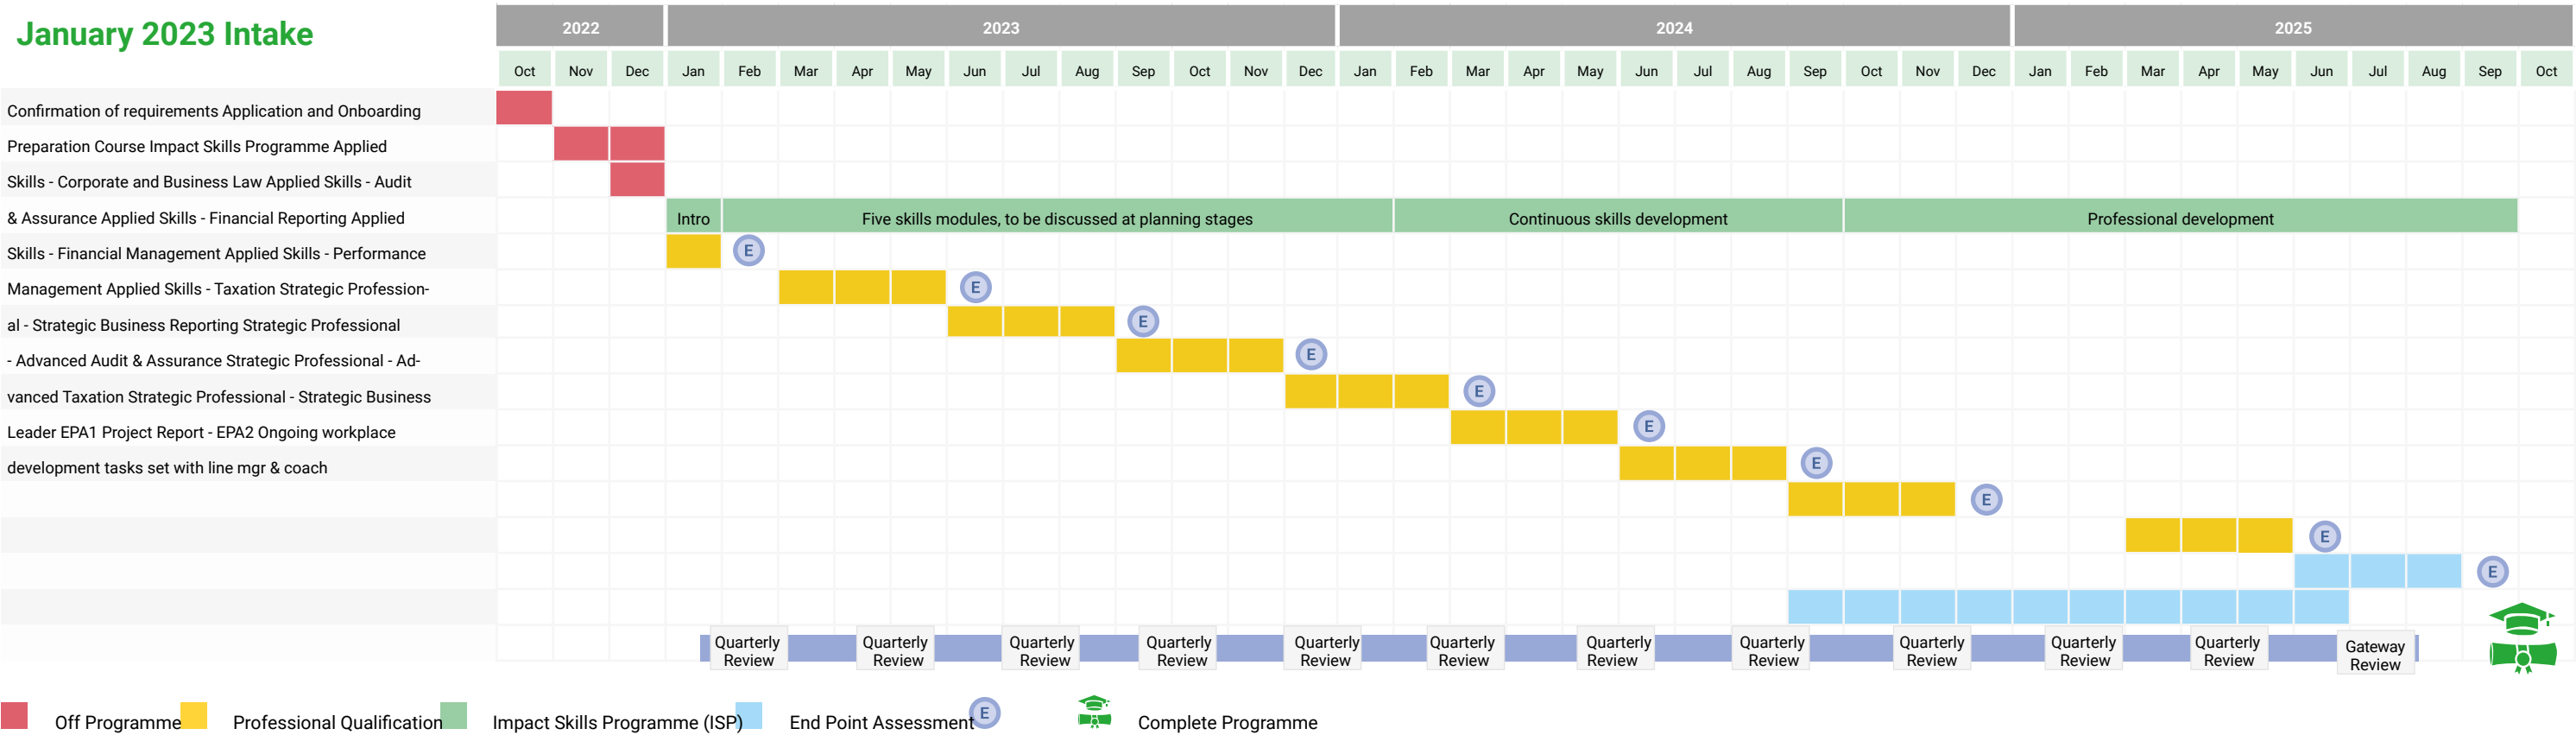 January 2023 Intake
2022 2023 2024 2025
Oct Nov Dec Jan Feb Mar Apr May Jun Jul Aug Sep Oct Nov Dec Jan Feb Mar Apr May Jun Jul Aug Sep Oct Nov Dec Jan Feb Mar Apr May Jun Jul Aug Sep Oct
Confirmation of requirements Application and Onboarding
Preparation Course Impact Skills Programme Applied
Skills - Corporate and Business Law Applied Skills - Audit
& Assurance Applied Skills - Financial Reporting Applied
Intro Five skills modules, to be discussed at planning stages Continuous skills development Professional development
Skills - Financial Management Applied Skills - Performance
E
Management Applied Skills - Taxation Strategic Profession-
E
al - Strategic Business Reporting Strategic Professional
E
- Advanced Audit & Assurance Strategic Professional - Ad-
E
vanced Taxation Strategic Professional - Strategic Business
E
Leader EPA1 Project Report - EPA2 Ongoing workplace
E
development tasks set with line mgr & coach
E
E
E
E
Quarterly Review
Quarterly Review
Quarterly Review
Quarterly Review
Quarterly Review
Quarterly Review
Quarterly Review
Quarterly Review
Quarterly Review
Quarterly Review
Quarterly Review
Gateway Review
Off Programme Professional Qualification Impact Skills Programme (ISP) End Point Assessment E Complete Programme